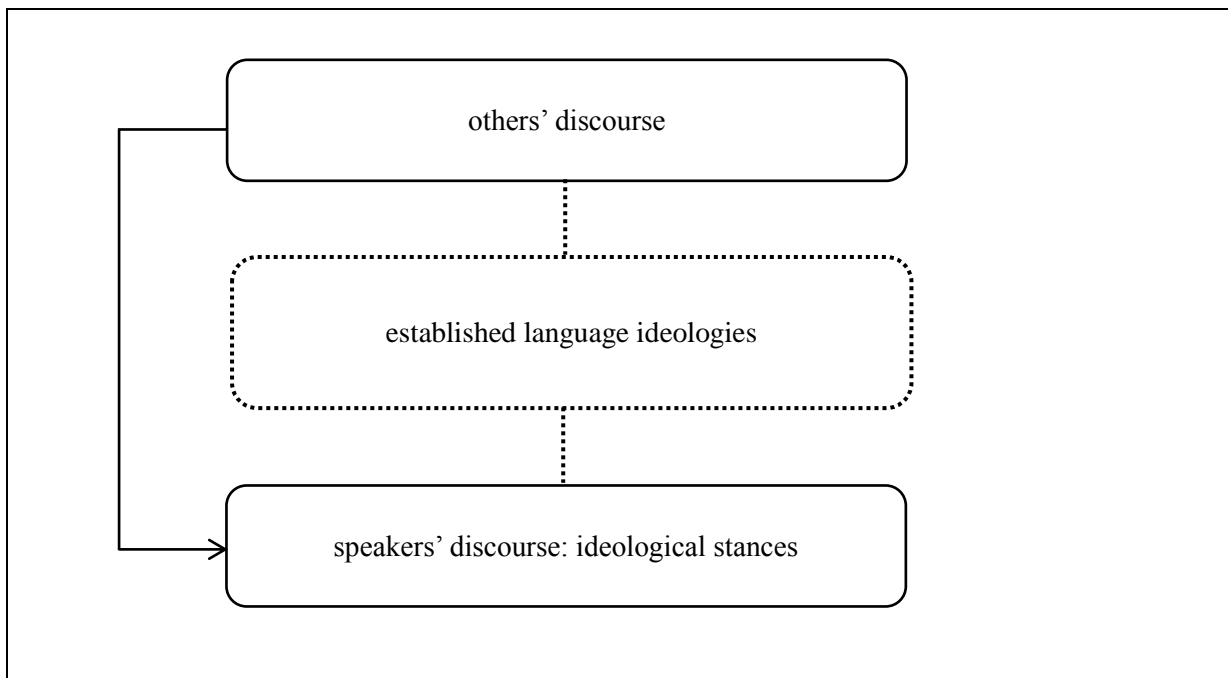 others’ discourse
established language ideologies
speakers’ discourse: ideological stances